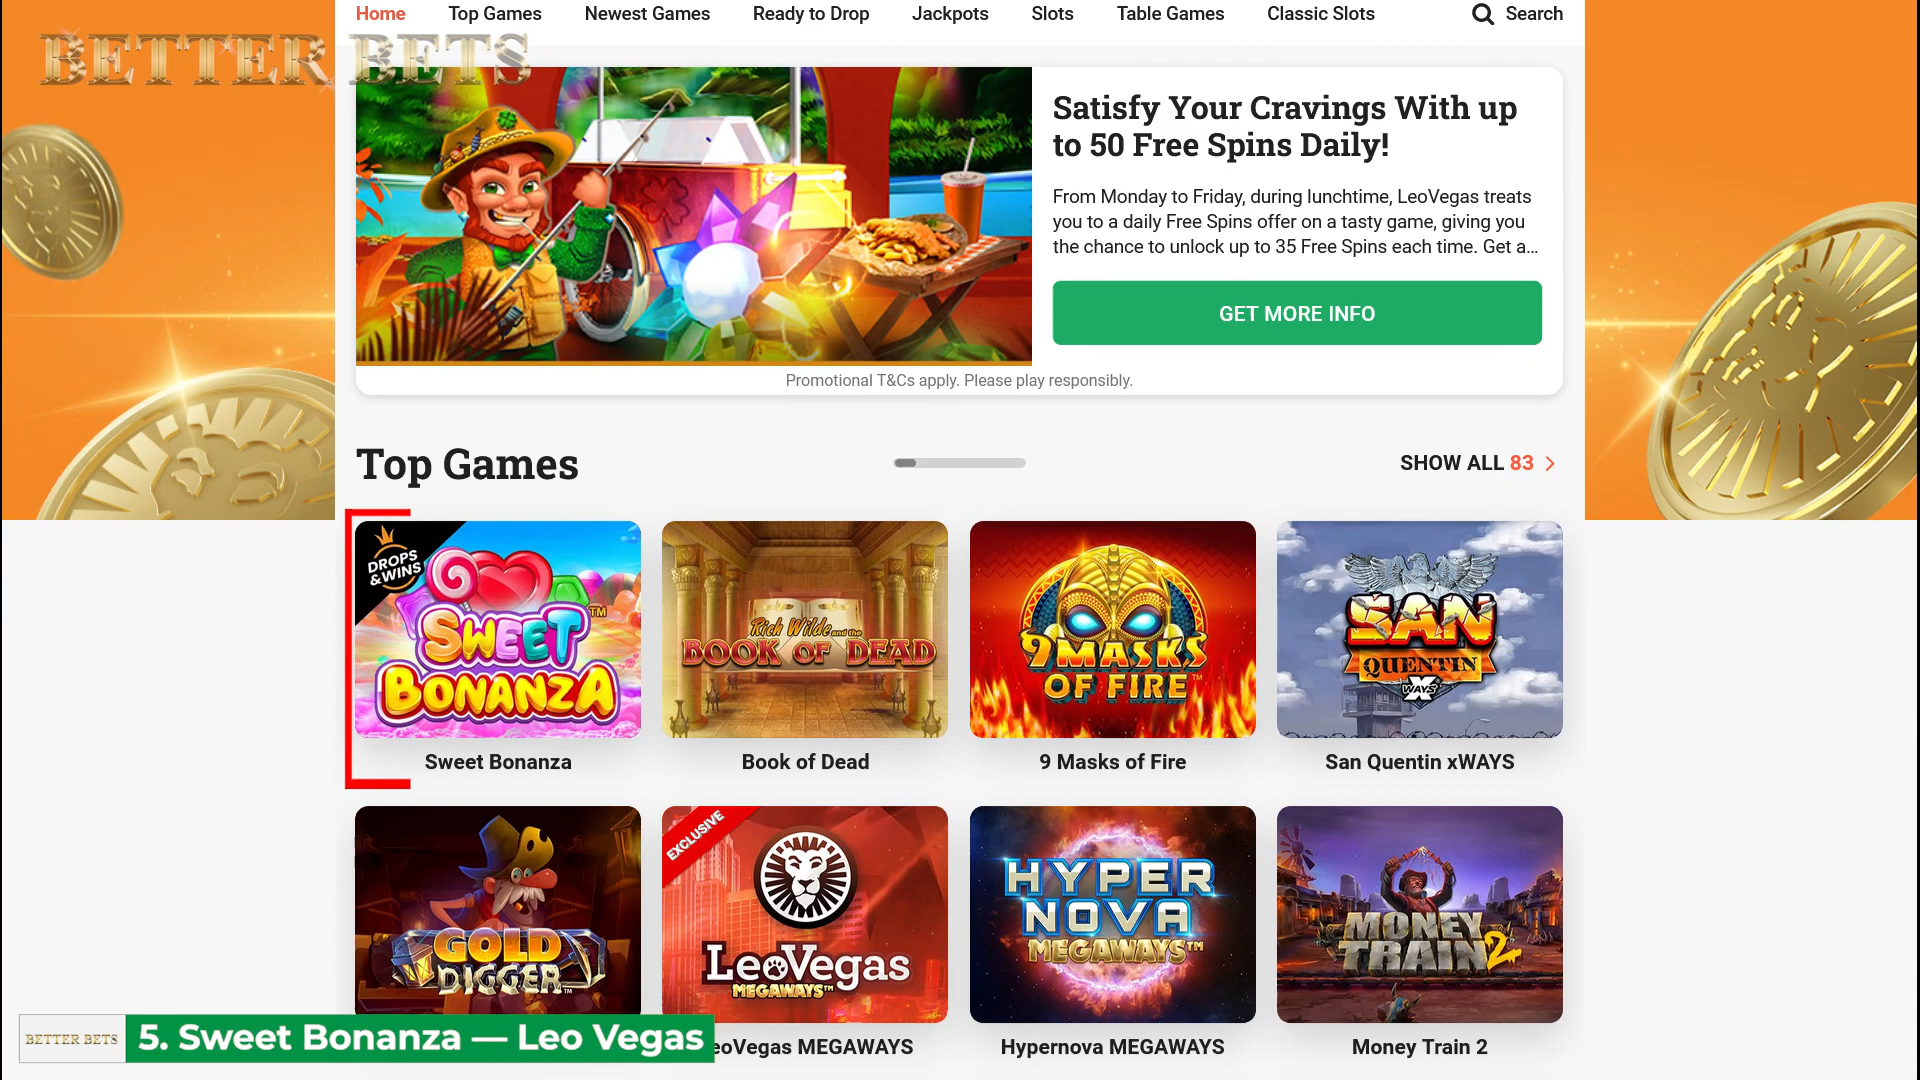 Home Top Games Newest Games Ready to Drop Jackpots Slots Table Games Classic Slots Search
BETTER BETS
Satisfy Your Cravings With up
to 50 Free Spins Daily!
From Monday to Friday, during lunchtime, LeoVegas treats
you to a daily Free Spins offer on a tasty game, giving you
the chance to unlock up to 35 Free Spins each time. Get a...
GET MORE INFO
Promotional T&Cs apply. Please play responsibly.
Top Games
SHOW ALL 83
DROPS
&WINS
SWEET
BONANZA™
Rich Wilde and the
BOOK OF DEAD
9 MASKS
OF FIRE™
SAN
QUENTIN
X
WAYS
Sweet Bonanza
Book of Dead
9 Masks of Fire
San Quentin xWAYS
GOLD
DIGGER™
EXCLUSIVE
LeoVegas
MEGAWAYS™
HYPER
NOVA
MEGAWAYS™
MONEY
TRAIN 2
BETTER BETS
5. Sweet Bonanza — Leo Vegas
eoVegas MEGAWAYS
Hypernova MEGAWAYS
Money Train 2